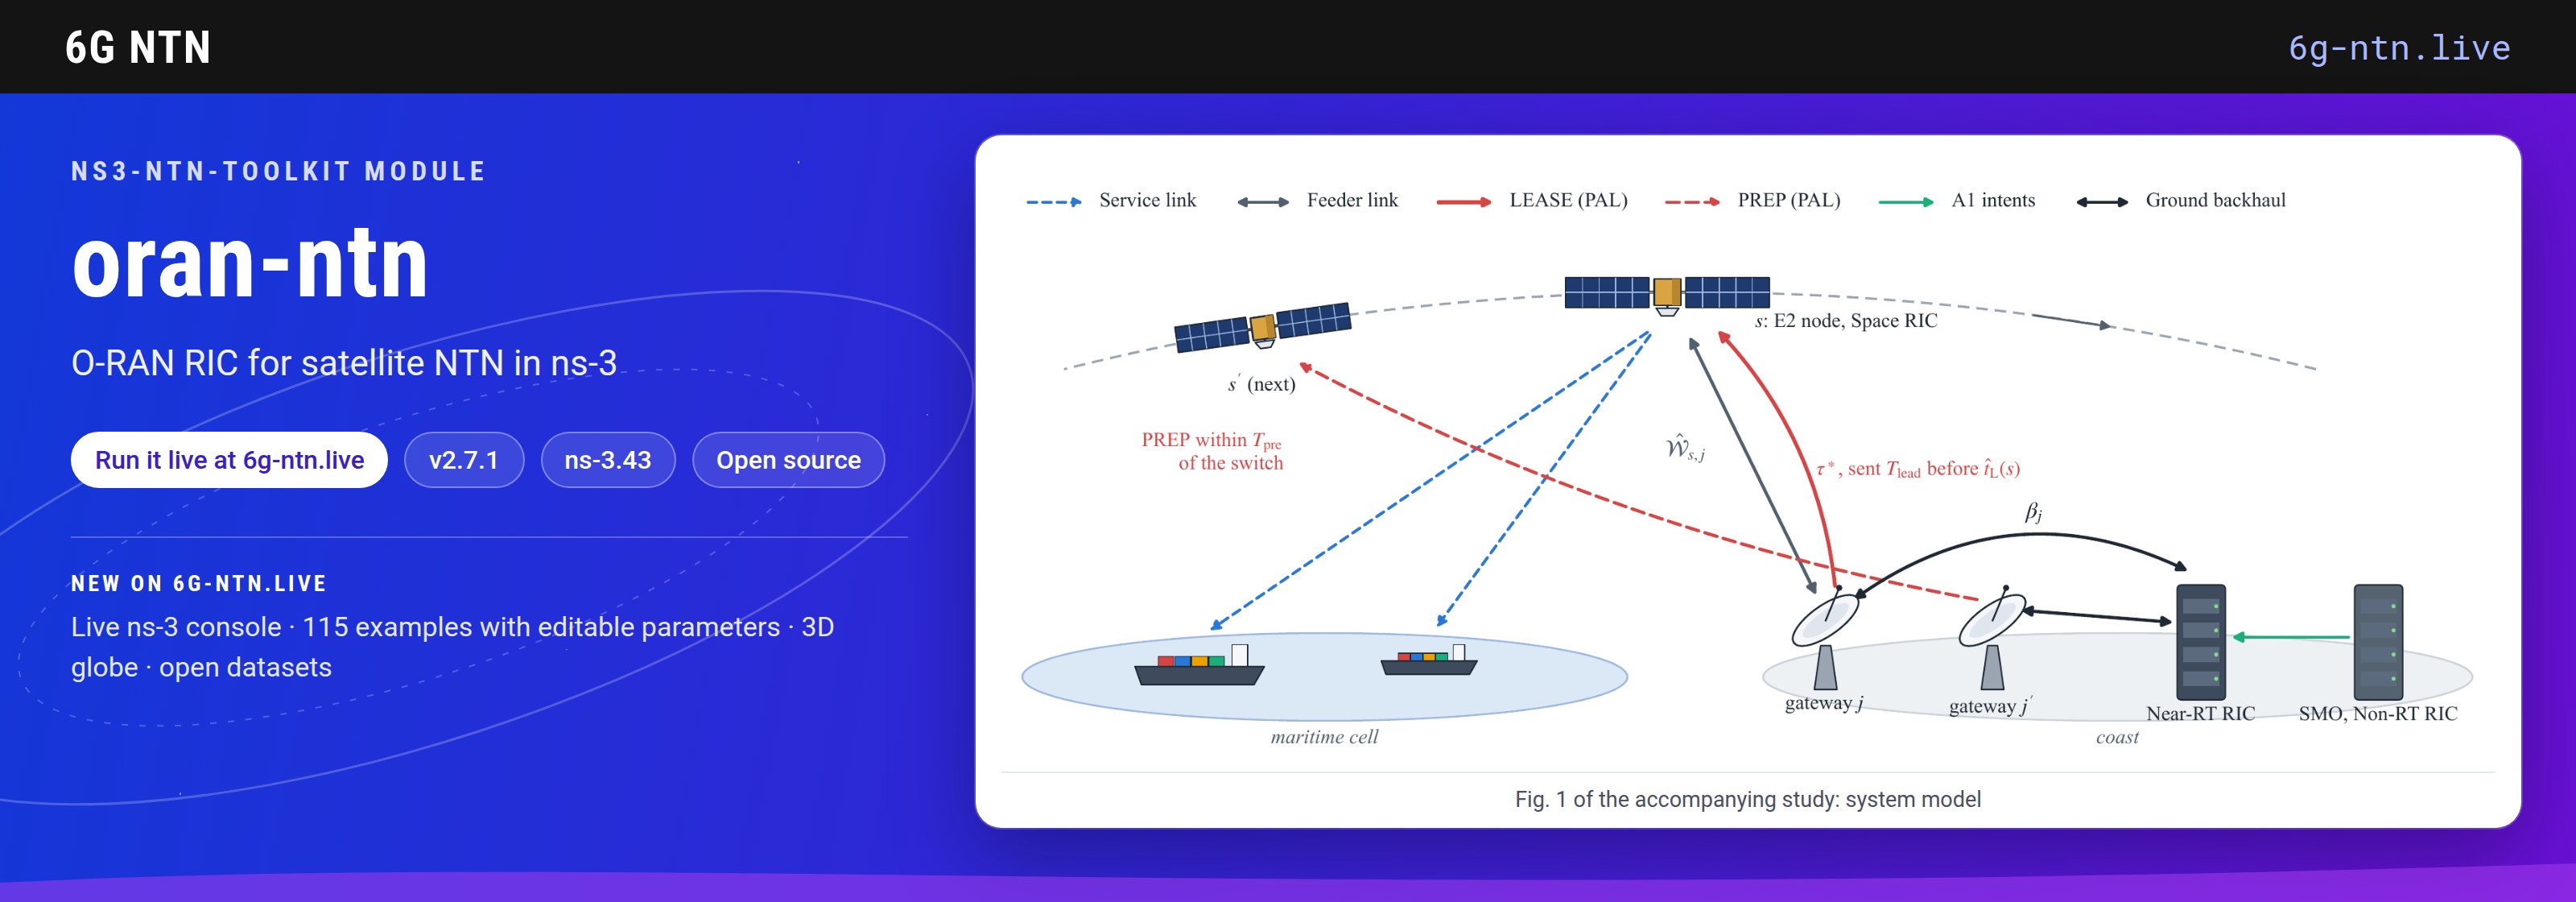 6G NTN
6g-ntn.live
NS3-NTN-TOOLKIT MODULE
oran-ntn
O-RAN RIC for satellite NTN in ns-3
Run it live at 6g-ntn.live
v2.7.1
ns-3.43
Open source
NEW ON 6G-NTN.LIVE
Live ns-3 console · 115 examples with editable parameters · 3D
globe · open datasets
Service link
Feeder link
LEASE (PAL)
PREP (PAL)
A1 intents
Ground backhaul
s: E2 node, Space RIC
s′ (next)
PREP within T_pre
of the switch
Ŵ_s,j
τ*, sent T_lead before t̂_L(s)
β_j
gateway j
gateway j′
Near-RT RIC
SMO, Non-RT RIC
maritime cell
coast
Fig. 1 of the accompanying study: system model